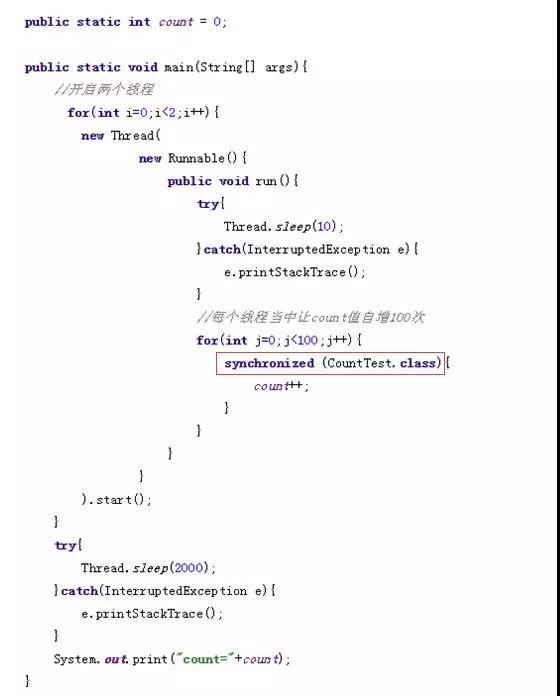 public static int count = 0;
public static void main(String[] args){
//开启两个线程
for(int i=0;i<2;i++){
new Thread(
new Runnable(){
public void run(){
try{
Thread.sleep(10);
}catch(InterruptedException e){
e.printStackTrace();
}
//每个线程当中让count值自增100次
for(int j=0;j<100;j++){
synchronized (CountTest.class){
count++;
}
}
}
}
).start();
}
try{
Thread.sleep(2000);
}catch(InterruptedException e){
e.printStackTrace();
}
System.out.print("count="+count);
}